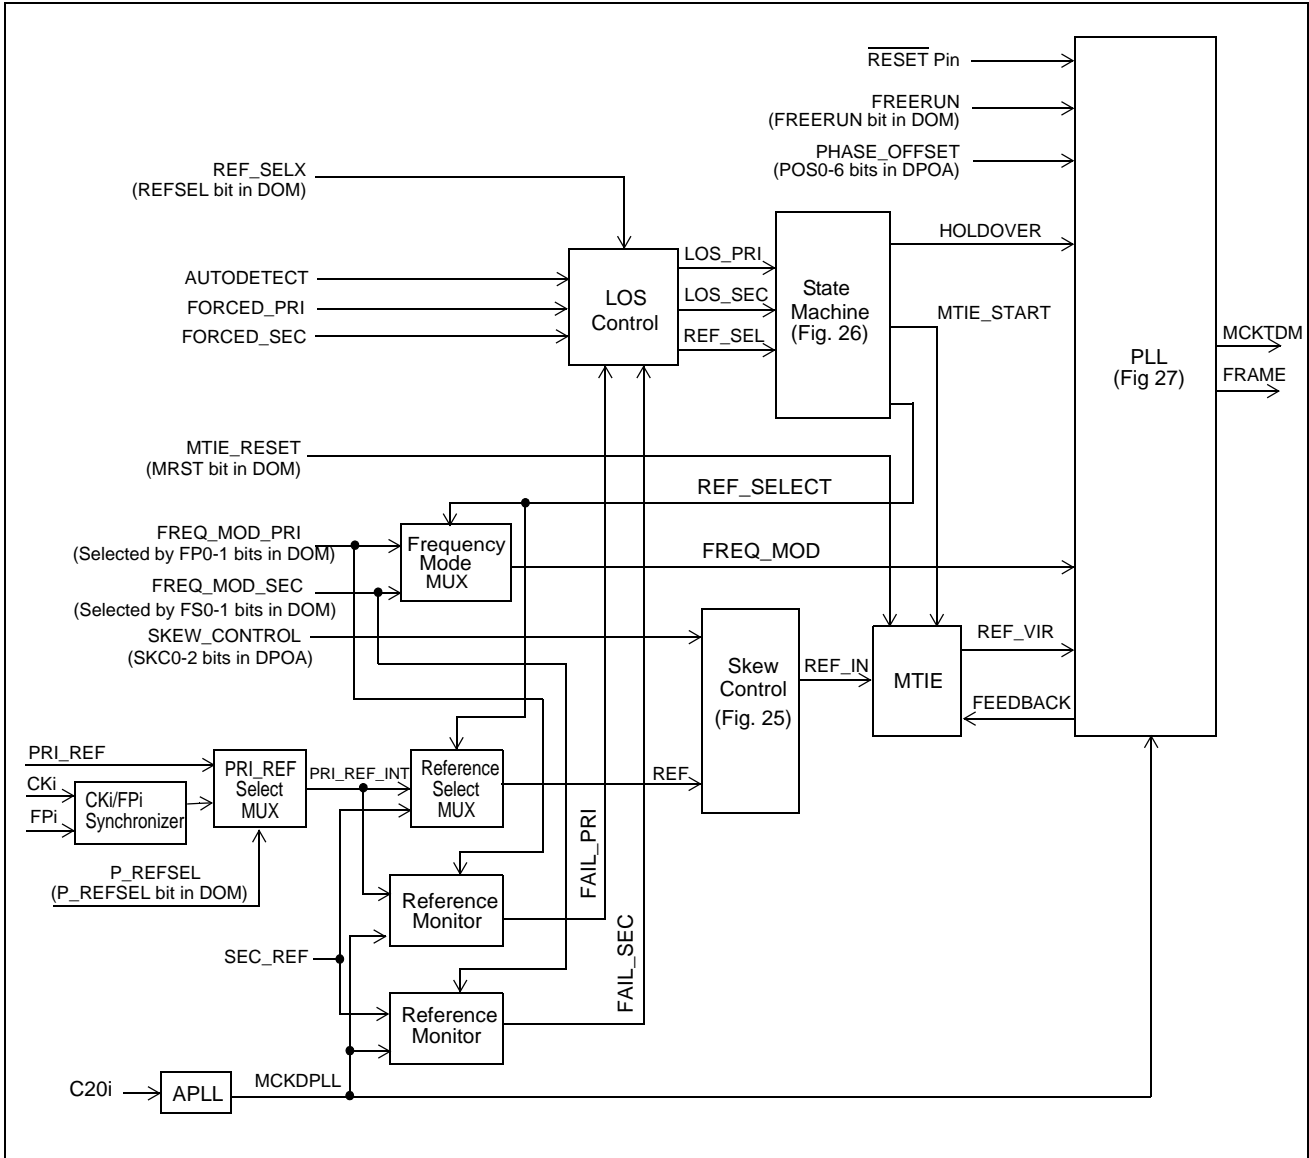 RESET Pin
FREERUN
(FREERUN bit in DOM)
PHASE_OFFSET
(POS0-6 bits in DPOA)
REF_SELX
(REFSEL bit in DOM)
AUTODETECT
FORCED_PRI
FORCED_SEC
LOS
Control
LOS_PRI
LOS_SEC
REF_SEL
State
Machine
(Fig. 26)
HOLDOVER
MTIE_START
PLL
(Fig 27)
MCKTDM
FRAME
MTIE_RESET
(MRST bit in DOM)
REF_SELECT
FREQ_MOD_PRI
(Selected by FP0-1 bits in DOM)
FREQ_MOD_SEC
(Selected by FS0-1 bits in DOM)
Frequency
Mode
MUX
FREQ_MOD
SKEW_CONTROL
(SKC0-2 bits in DPOA)
Skew
Control
(Fig. 25)
REF_IN
MTIE
REF_VIR
FEEDBACK
PRI_REF
CKi
FPi
CKi/FPi
Synchronizer
PRI_REF
Select
MUX
PRI_REF_INT
Reference
Select
MUX
REF
P_REFSEL
(P_REFSEL bit in DOM)
Reference
Monitor
FAIL_PRI
SEC_REF
Reference
Monitor
FAIL_SEC
C20i
APLL
MCKDPLL